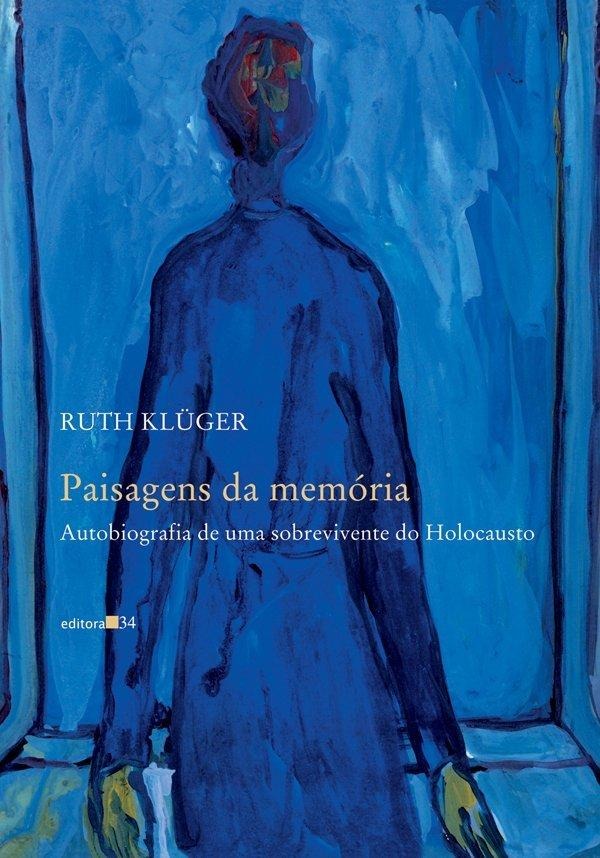 RUTH KLÜGER
Paisagens da memória
Autobiografia de uma sobrevivente do Holocausto
editora 34